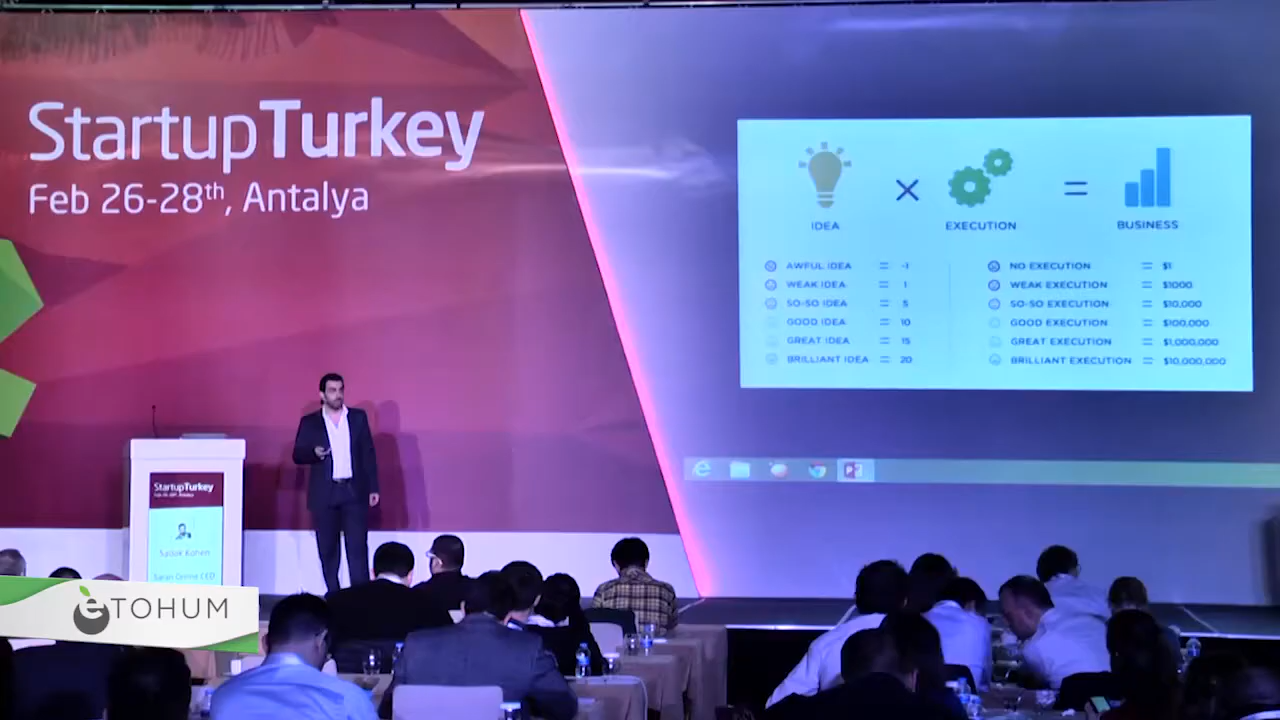 StartupTurkey
Feb 26-28th, Antalya
IDEA × EXECUTION = BUSINESS
AWFUL IDEA = -1
WEAK IDEA = 1
SO-SO IDEA = 5
GOOD IDEA = 10
GREAT IDEA = 15
BRILLIANT IDEA = 20
NO EXECUTION = $1
WEAK EXECUTION = $1000
SO-SO EXECUTION = $10,000
GOOD EXECUTION = $100,000
GREAT EXECUTION = $1,000,000
BRILLIANT EXECUTION = $10,000,000
StartupTurkey
Kohen
CEO
eTOHUM